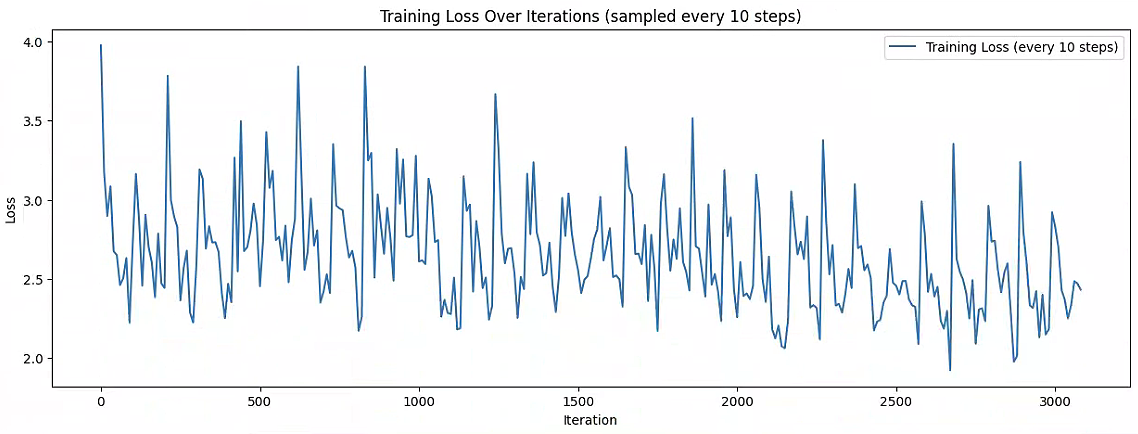 Training Loss Over Iterations (sampled every 10 steps)
Training Loss (every 10 steps)
4.0
3.5
3.0
2.5
2.0
Loss
0 500 1000 1500 2000 2500 3000
Iteration